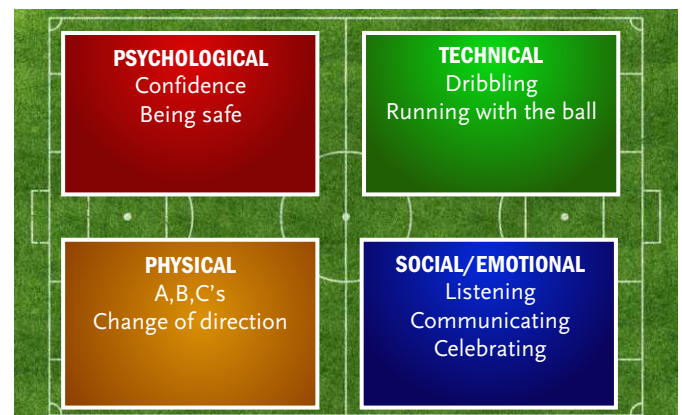 PSYCHOLOGICAL
Confidence
Being safe
TECHNICAL
Dribbling
Running with the ball
PHYSICAL
A,B,C’s
Change of direction
SOCIAL/EMOTIONAL
Listening
Communicating
Celebrating